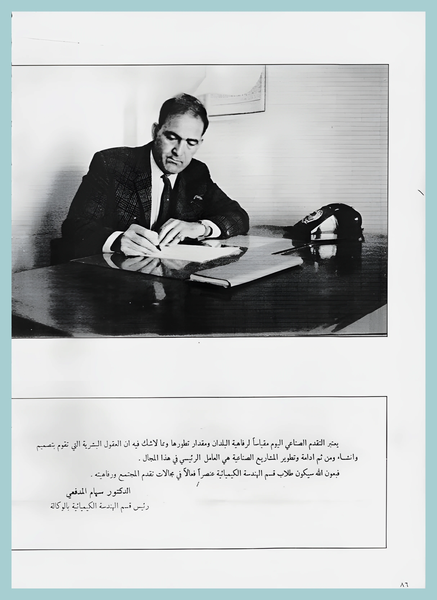 يعتبر التقدم الصناعي اليوم مقياساً لرفاهية البلدان ومقدار تطورها ومما لاشك فيه ان العقول البشرية التي تقوم بتصميم
وانشاء ومن ثم ادامة وتطوير المشاريع الصناعية هي العامل الرئيسي في هذا المجال .
فبعون الله سيكون طلاب قسم الهندسة الكيميائية عنصراً فعالاً في مجالات تقدم المجتمع ورفاهيته .
الدكتور سهام المدفعي
رئيس قسم الهندسة الكيميائية بالوكالة
٨٦